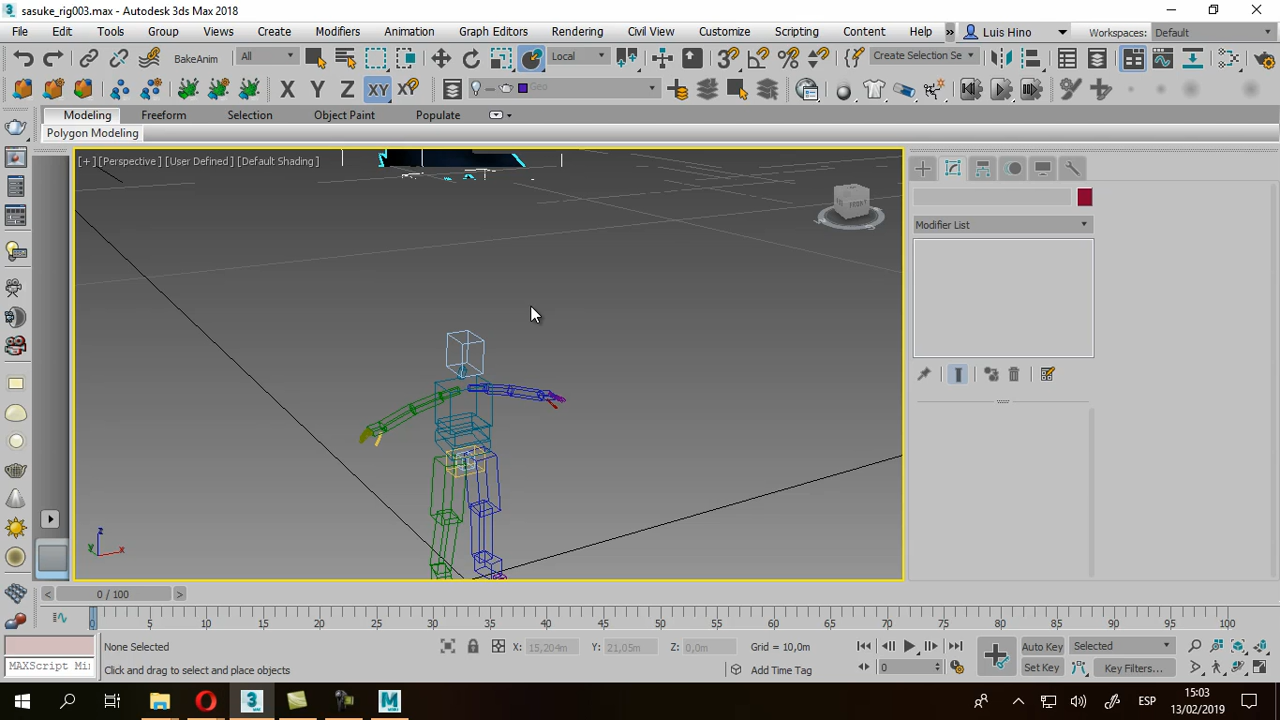 sasuke_rig003.max - Autodesk 3ds Max 2018
File Edit Tools Group Views Create Modifiers Animation Graph Editors Rendering Civil View Customize Scripting Content Help » Luis Hino Workspaces: Default
BakeAnim All Local Create Selection Se
X Y Z XY Geo
Modeling Freeform Selection Object Paint Populate
Polygon Modeling
[+] [Perspective] [User Defined] [Default Shading]
Modifier List
z
y x
0 / 100
0 5 10 15 20 25 30 35 40 45 50 55 60 65 70 75 80 85 90 95 100
None Selected X: 15,204m Y: 21,05m Z: 0,0m Grid = 10,0m Auto Key Selected
MAXScript Mi Click and drag to select and place objects Add Time Tag 0 Set Key Key Filters...
ESP 15:03
13/02/2019